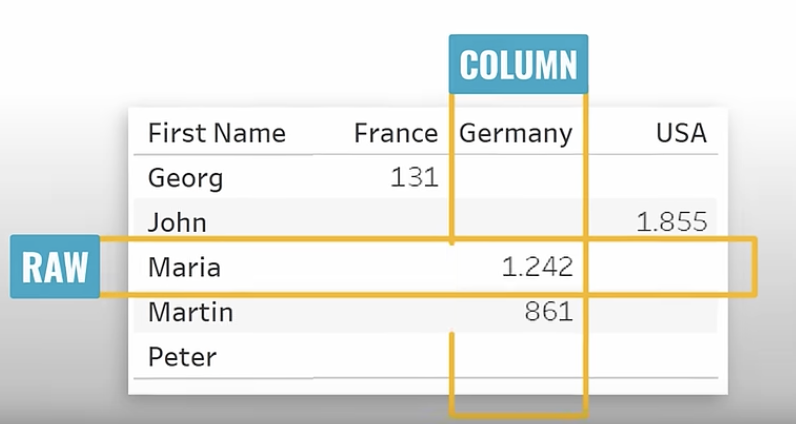 COLUMN
First Name France Germany USA
Georg 131
John 1.855
RAW
Maria 1.242
Martin 861
Peter